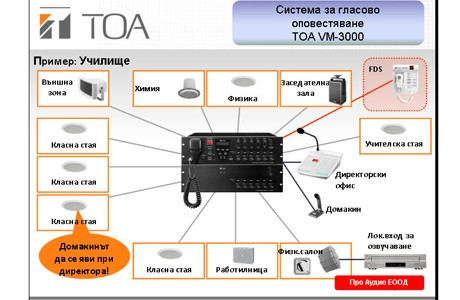 TOA
Система за гласово
оповестяване
TOA VM-3000
Пример: Училище
Външна
зона
Химия
Физика
Заседателна
зала
FDS
Класна стая
Учителска стая
Класна стая
Директорски
офис
Класна стая
Домакин
Домакинът
да се яви при
директора!
Класна стая
Работилница
Физк.салон
Лок.вход за
озвучаване
Про Аудио ЕООД